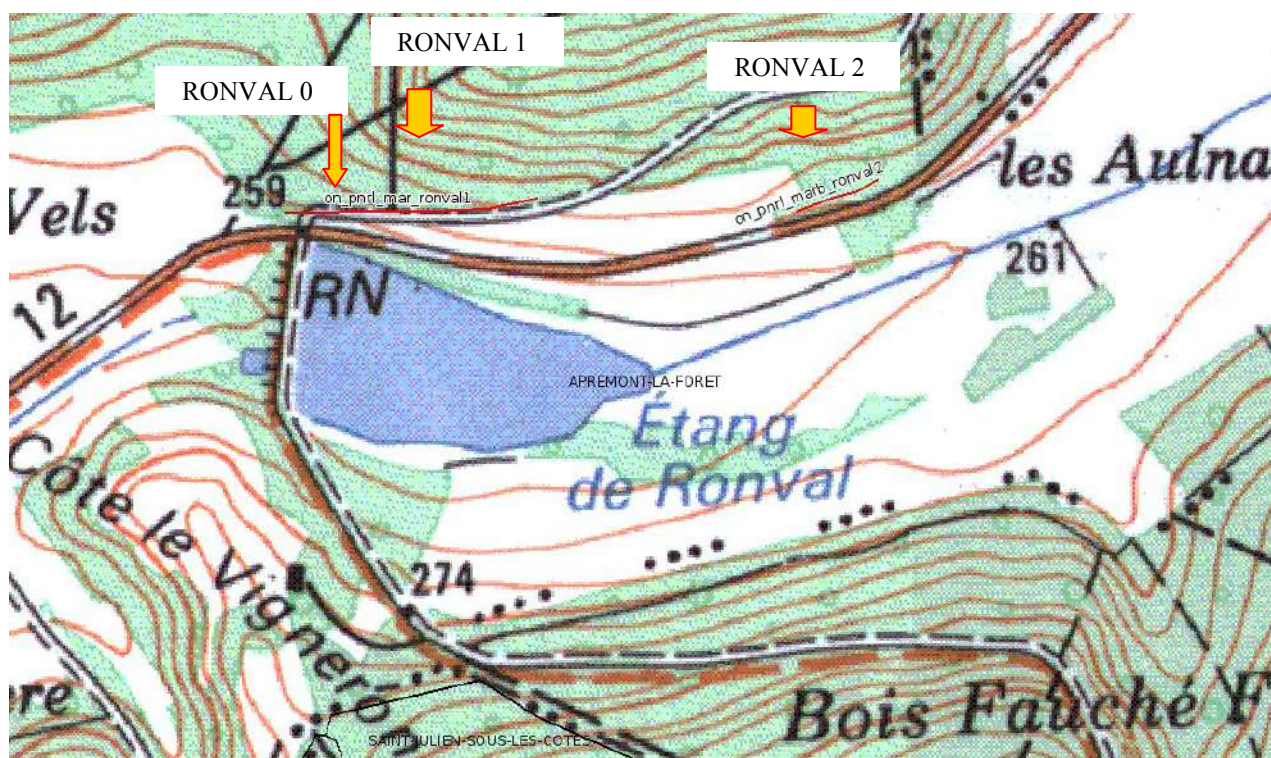 RONVAL 1
RONVAL 2
RONVAL 0
les Aulna
259
on_pnrl_mar_ronval1
on_pnrl_marb_ronval2
Vels
261
RN
12
APREMONT-LA-FORET
Étang
de Ronval
Côte le Vigneron
274
ere
Bois Fauché F
SAINT-JULIEN-SOUS-LES-COTES